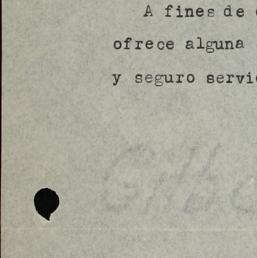 A fines de
ofrece alguna
y seguro servi